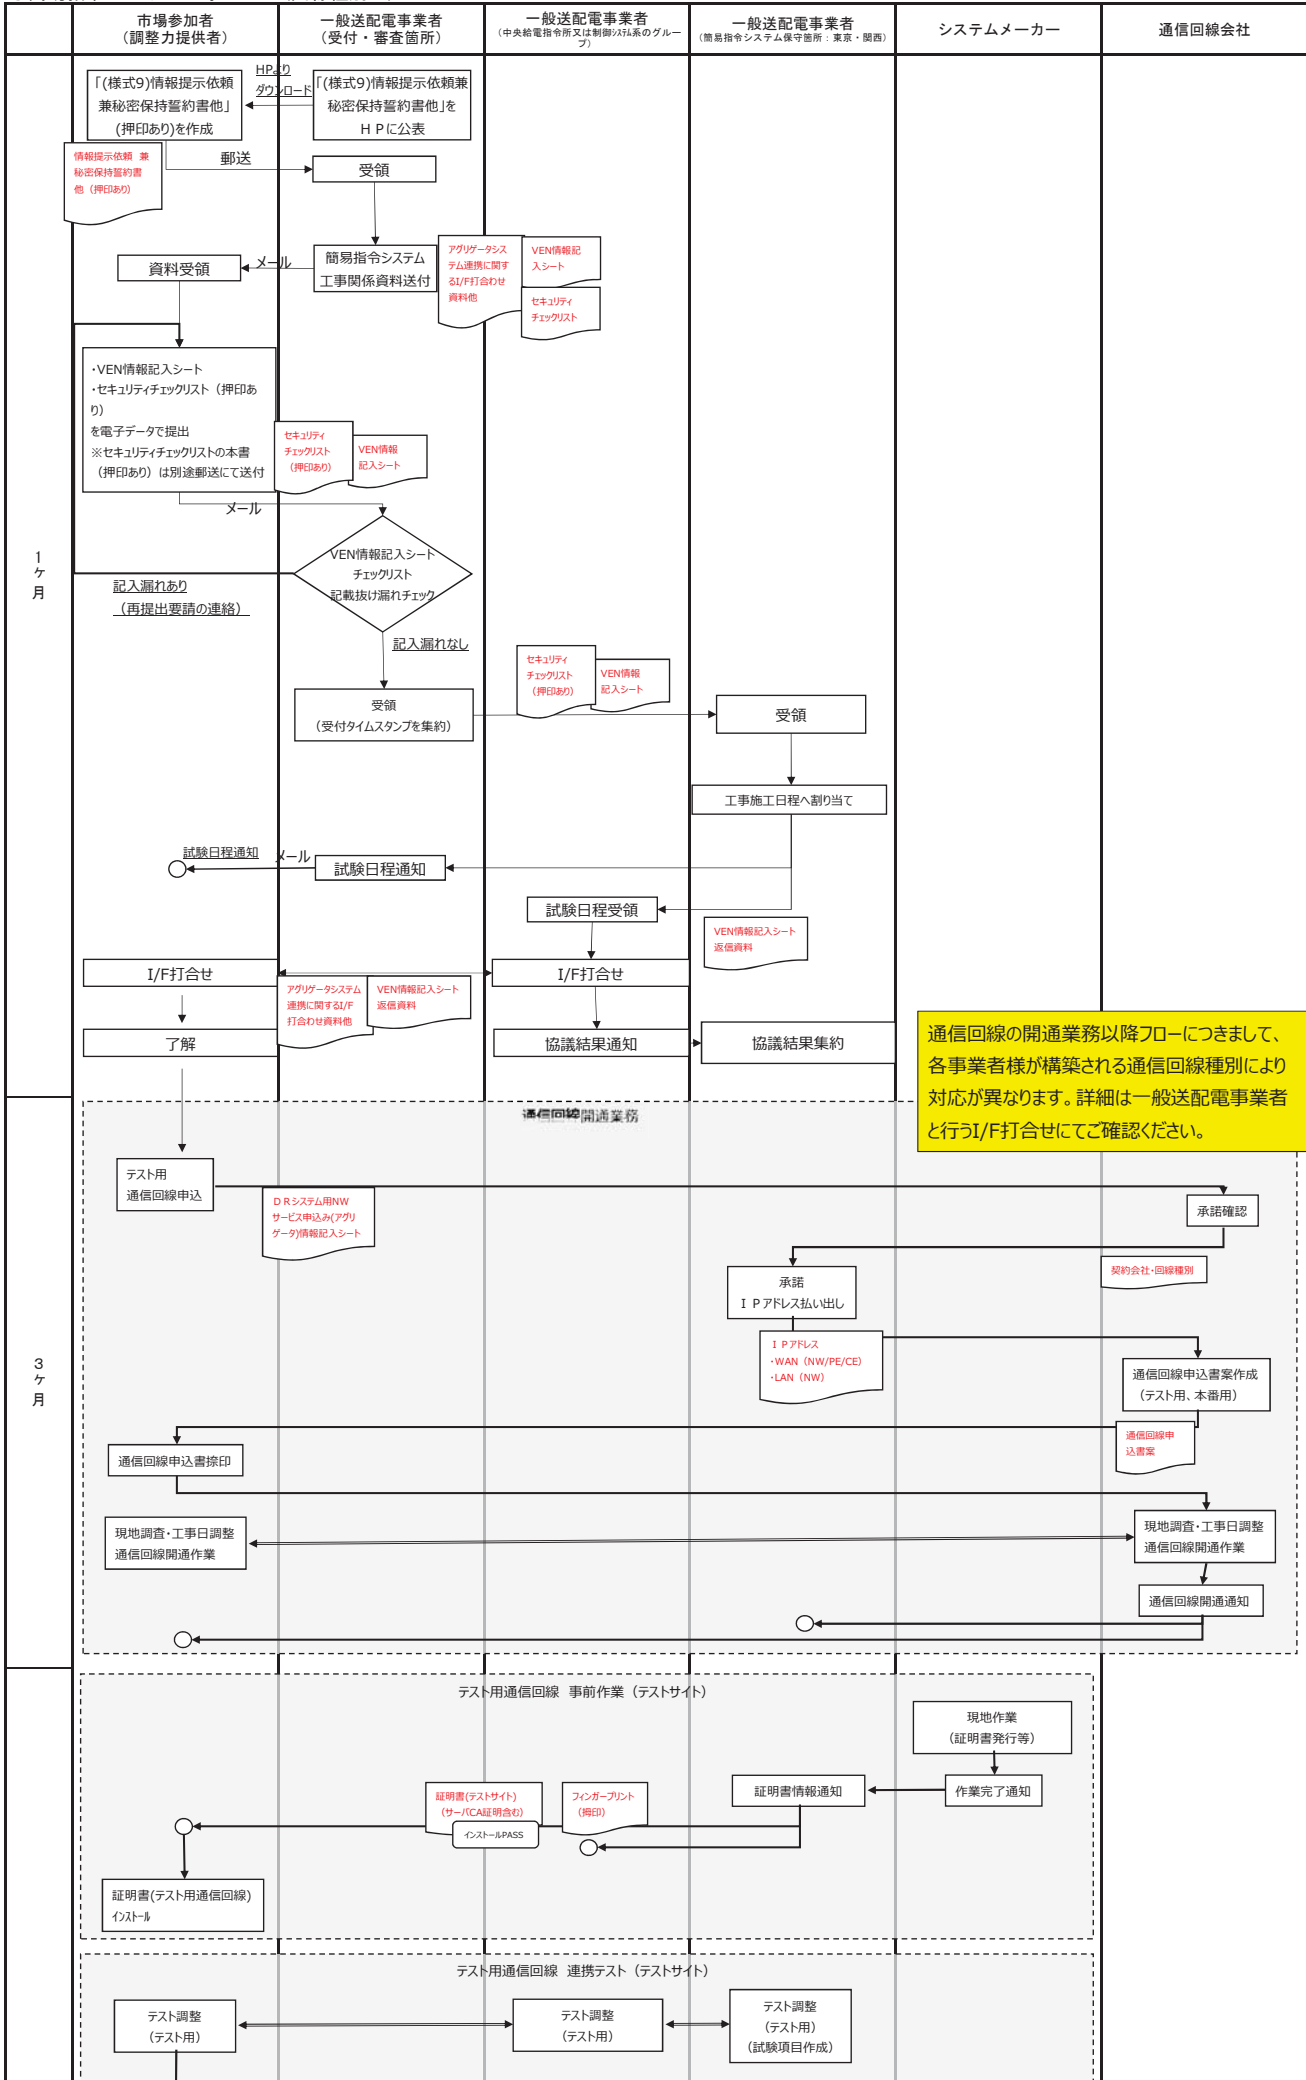 市場参加者
（調整力提供者）
一般送配電事業者
（受付・審査箇所）
一般送配電事業者
（中央給電指令所又は制御システム系のグルー
プ）
一般送配電事業者
（簡易指令システム保守箇所：東京・関西）
システムメーカー
通信回線会社
1
ヶ
月
「(様式9)情報提示依頼
兼秘密保持誓約書他」
(押印あり)を作成
HPより
ダウンロード
「(様式9)情報提示依頼兼
秘密保持誓約書他」を
ＨＰに公表
情報提示依頼 兼
秘密保持誓約書
他（押印あり）
郵送
受領
資料受領
メール
簡易指令システム
工事関係資料送付
アグリゲータシス
テム連携に関す
るI/F打合わせ
資料他
VEN情報記
入シート
セキュリティ
チェックリスト
・VEN情報記入シート
・セキュリティチェックリスト（押印あ
り）
を電子データで提出
※セキュリティチェックリストの本書
（押印あり）は別途郵送にて送付
セキュリティ
チェックリスト
（押印あり）
VEN情報
記入シート
メール
VEN情報記入シート
チェックリスト
記載抜け漏れチェック
記入漏れあり
（再提出要請の連絡）
記入漏れなし
受領
（受付タイムスタンプを集約）
セキュリティ
チェックリスト
（押印あり）
VEN情報
記入シート
受領
工事施工日程へ割り当て
試験日程通知
メール
試験日程通知
試験日程受領
VEN情報記入シート
返信資料
I/F打合せ
I/F打合せ
アグリゲータシステム
連携に関するI/F
打合わせ資料他
VEN情報記入シート
返信資料
了解
協議結果通知
協議結果集約
通信回線の開通業務以降フローにつきまして、
各事業者様が構築される通信回線種別により
対応が異なります。詳細は一般送配電事業者
と行うI/F打合せにてご確認ください。
3
ヶ
月
通信回線開通業務
テスト用
通信回線申込
ＤＲシステム用NW
サービス申込み(アグリ
ゲータ)情報記入シート
承諾確認
契約会社・回線種別
承諾
ＩＰアドレス払い出し
ＩＰアドレス
・WAN（NW/PE/CE）
・LAN（NW）
通信回線申込書案作成
（テスト用、本番用）
通信回線申
込書案
通信回線申込書捺印
現地調査・工事日調整
通信回線開通作業
現地調査・工事日調整
通信回線開通作業
通信回線開通通知
テスト用通信回線 事前作業（テストサイト）
現地作業
（証明書発行等）
作業完了通知
証明書情報通知
証明書(テストサイト)
（サーバCA証明含む）
インストールPASS
フィンガープリント
（拇印）
証明書(テスト用通信回線)
インストール
テスト用通信回線 連携テスト（テストサイト）
テスト調整
（テスト用）
テスト調整
（テスト用）
テスト調整
（テスト用）
（試験項目作成）